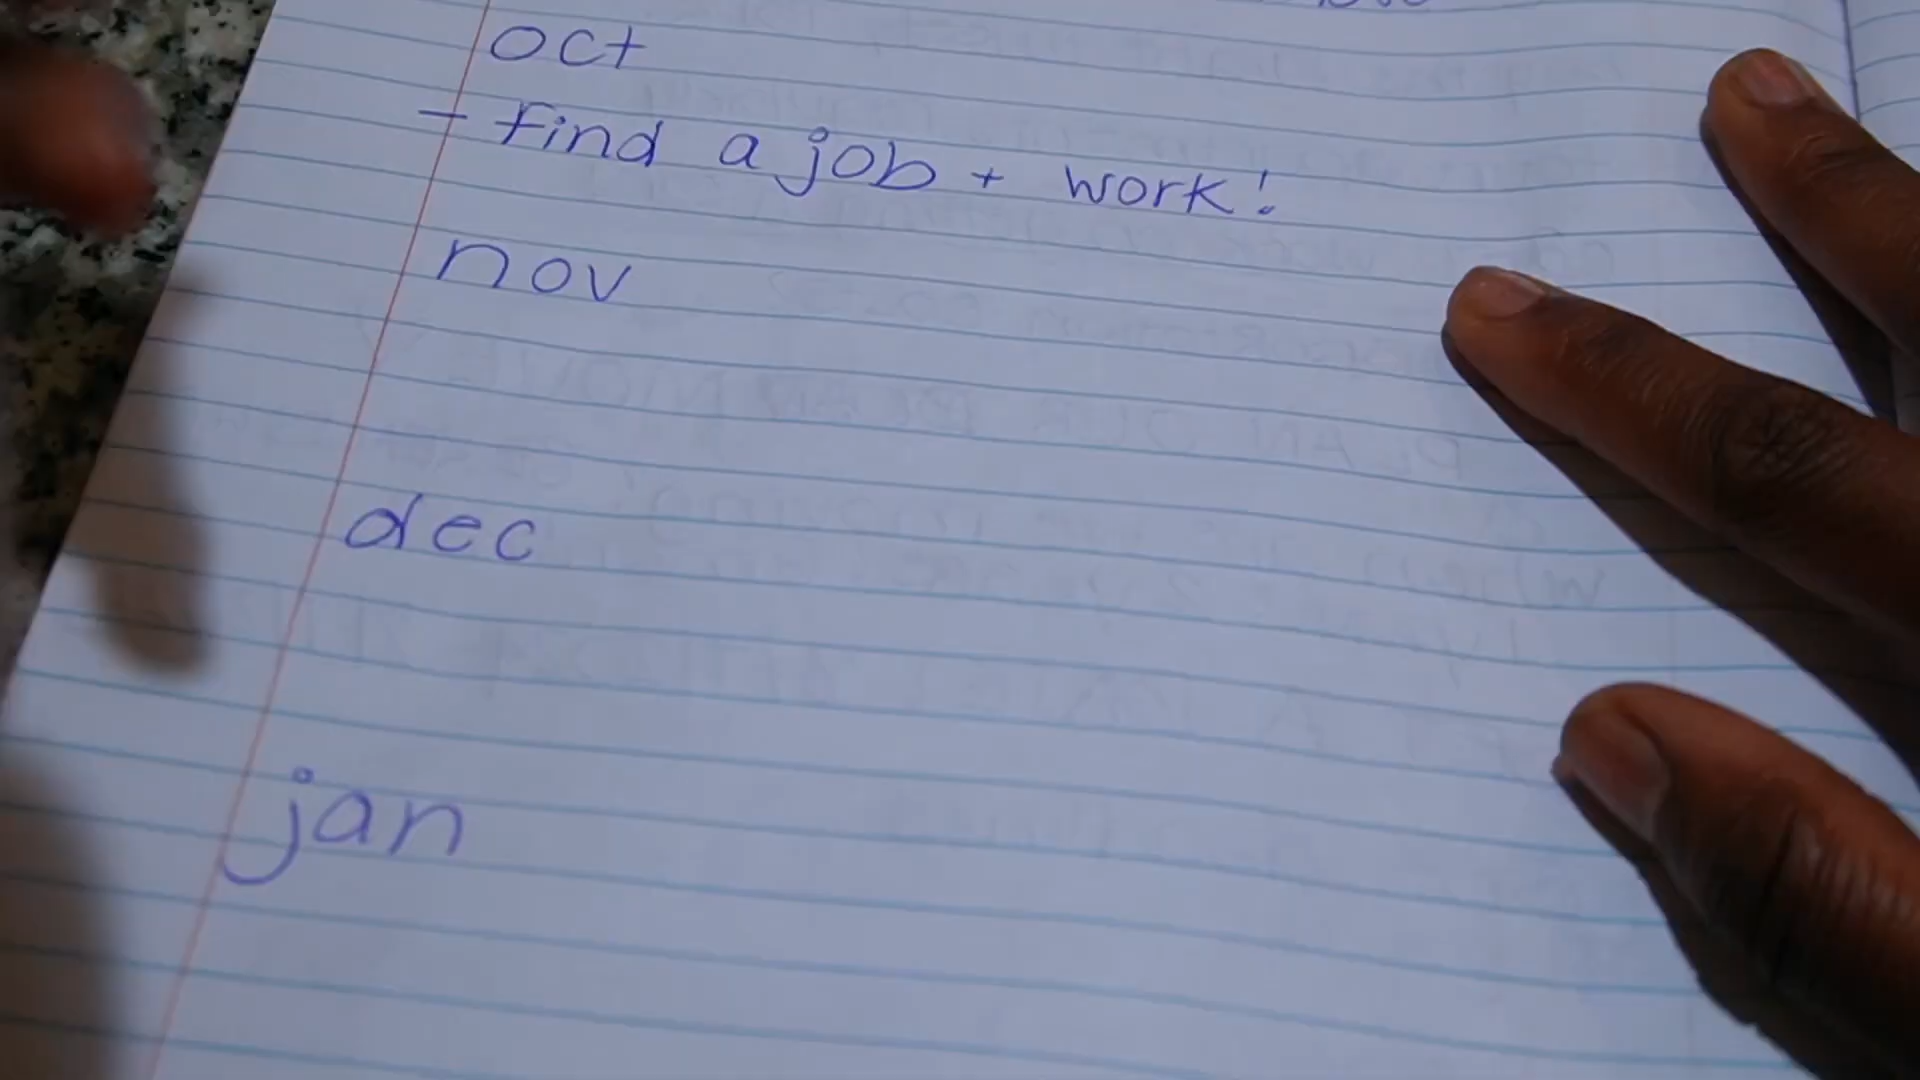 oct
- Find a job + work!
nov
dec
jan